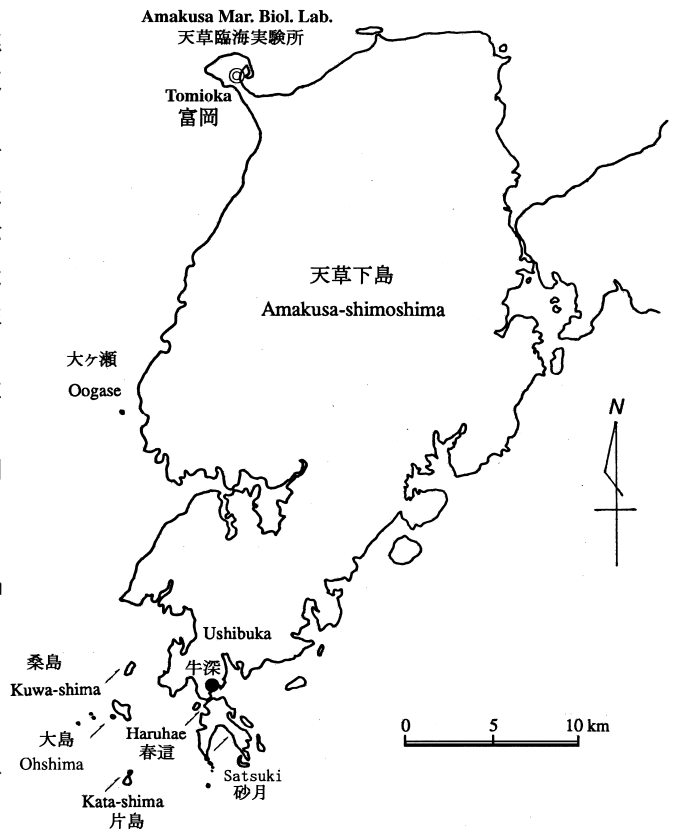 Amakusa Mar. Biol. Lab.
天草臨海実験所
Tomioka
富岡
天草下島
Amakusa-shimoshima
大ヶ瀬
Oogase
N
Ushibuka
牛深
桑島
Kuwa-shima
大島
Ohshima
Haruhae
春這
Satsuki
砂月
Kata-shima
片島
0 5 10 km